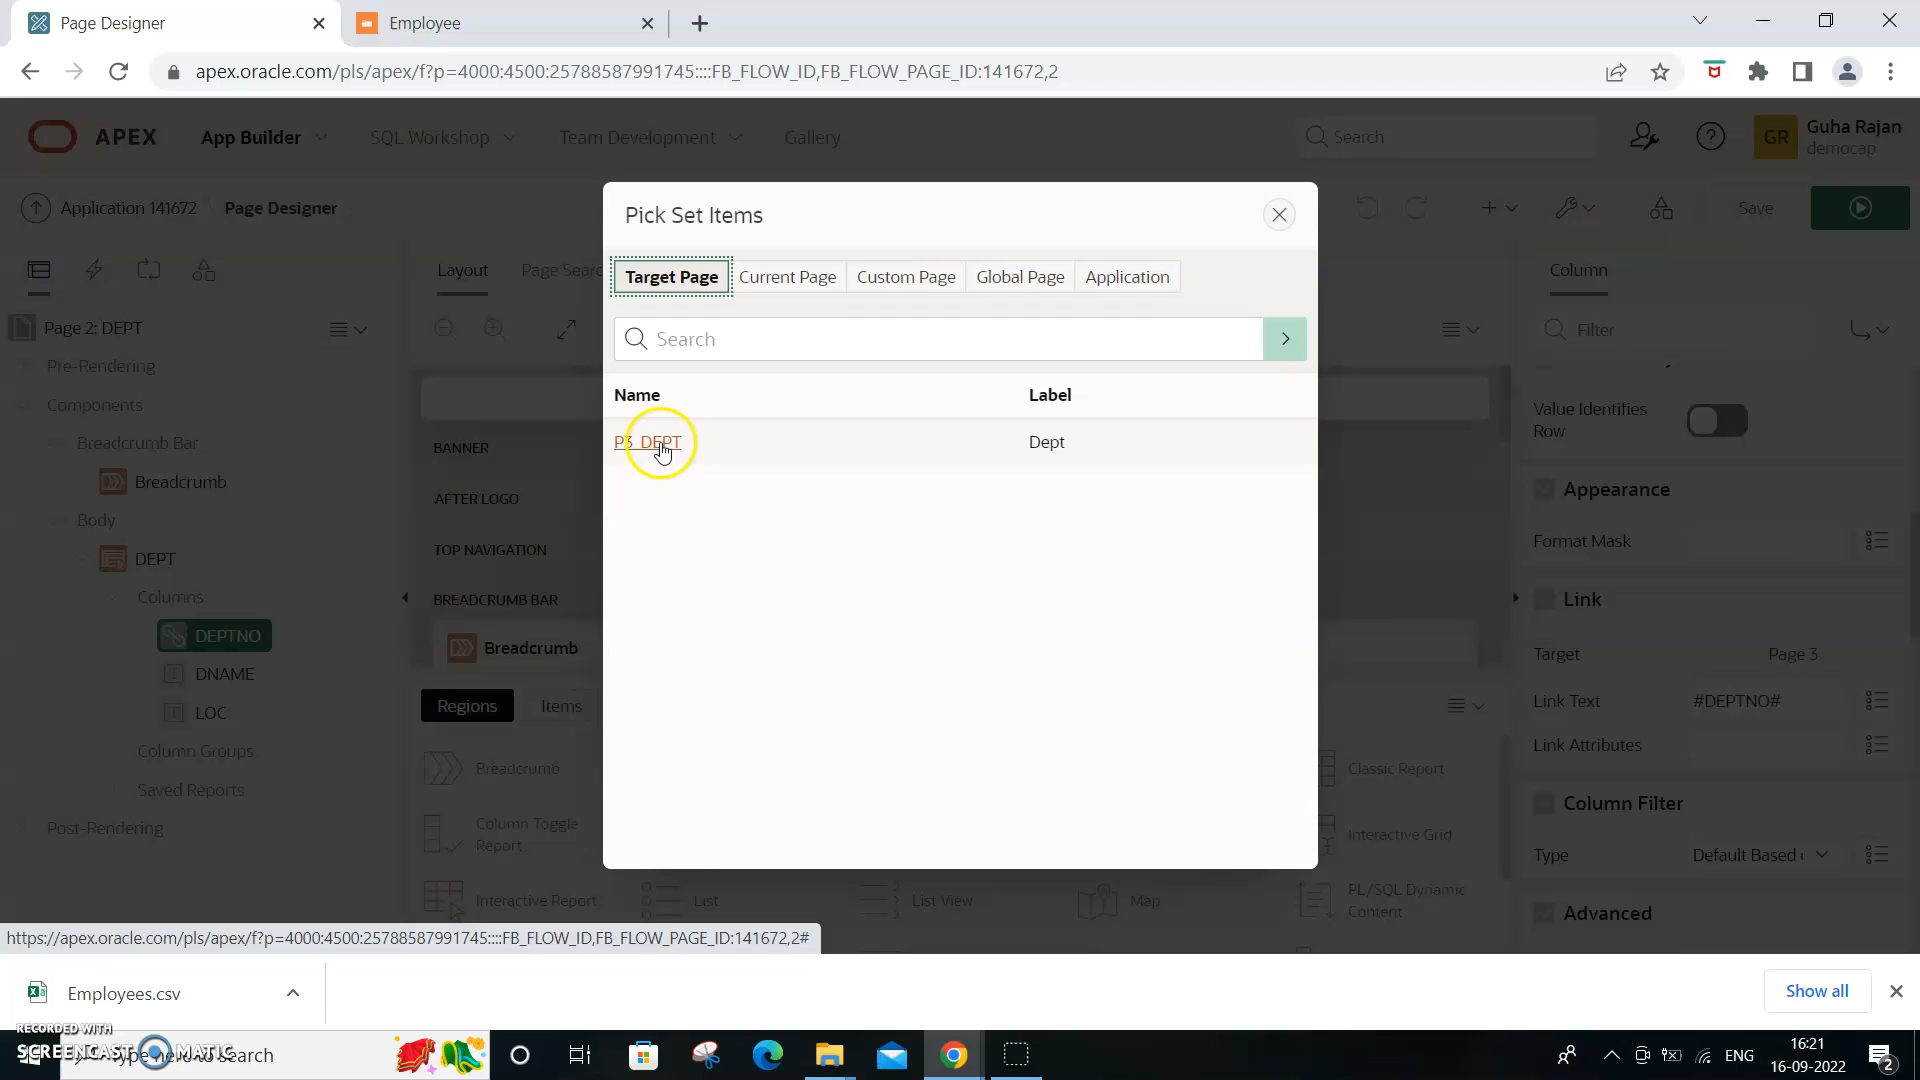 Page Designer
Employee
apex.oracle.com/pls/apex/f?p=4000:4500:25788587991745::::FB_FLOW_ID,FB_FLOW_PAGE_ID:141672,2
APEX
App Builder
SQL Workshop
Team Development
Gallery
Search
GR
Guha Rajan
democap
Application 141672
Page Designer
Save
Pick Set Items
Target Page
Current Page
Custom Page
Global Page
Application
Search
Name
Label
P3_DEPT
Dept
Layout
Page Searc
Page 2: DEPT
Pre-Rendering
Components
Breadcrumb Bar
Breadcrumb
Body
DEPT
Columns
DEPTNO
DNAME
LOC
Column Groups
Saved Reports
Post-Rendering
BANNER
AFTER LOGO
TOP NAVIGATION
BREADCRUMB BAR
Breadcrumb
Regions
Items
Breadcrumb
Column Toggle
Report
Interactive Report
List
List View
Map
Classic Report
Interactive Grid
PL/SQL Dynamic
Content
Column
Filter
Value Identifies
Row
Appearance
Format Mask
Link
Target
Page 3
Link Text
#DEPTNO#
Link Attributes
Column Filter
Type
Default Based
Advanced
https://apex.oracle.com/pls/apex/f?p=4000:4500:25788587991745::::FB_FLOW_ID,FB_FLOW_PAGE_ID:141672,2#
Employees.csv
Show all
RECORDED WITH
SCREENCAST MATIC
Type here to search
ENG
16:21
16-09-2022
2